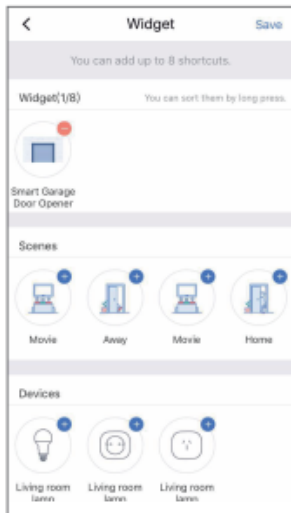 Widget Save
You can add up to 8 shortcuts.
Widget(1/8) You can sort them by long press.
Smart Garage
Door Opener
Scenes
Movie Away Movie Home
Devices
Living room Living room Living room
lamp lamp lamp